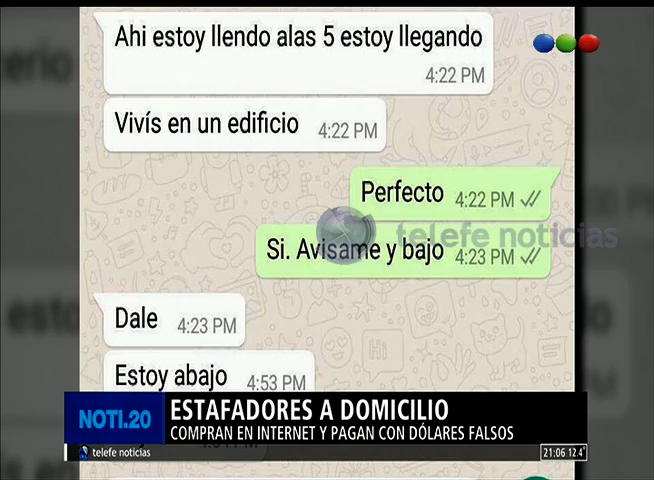 Ahi estoy llendo alas 5 estoy llegando
4:22 PM
Vivís en un edificio 4:22 PM
Perfecto 4:22 PM
telefe noticias
Si. Avisame y bajo 4:23 PM
Dale 4:23 PM
Estoy abajo 4:53 PM
NOTI.20
ESTAFADORES A DOMICILIO
COMPRAN EN INTERNET Y PAGAN CON DÓLARES FALSOS
telefe noticias
21:06 12.4°